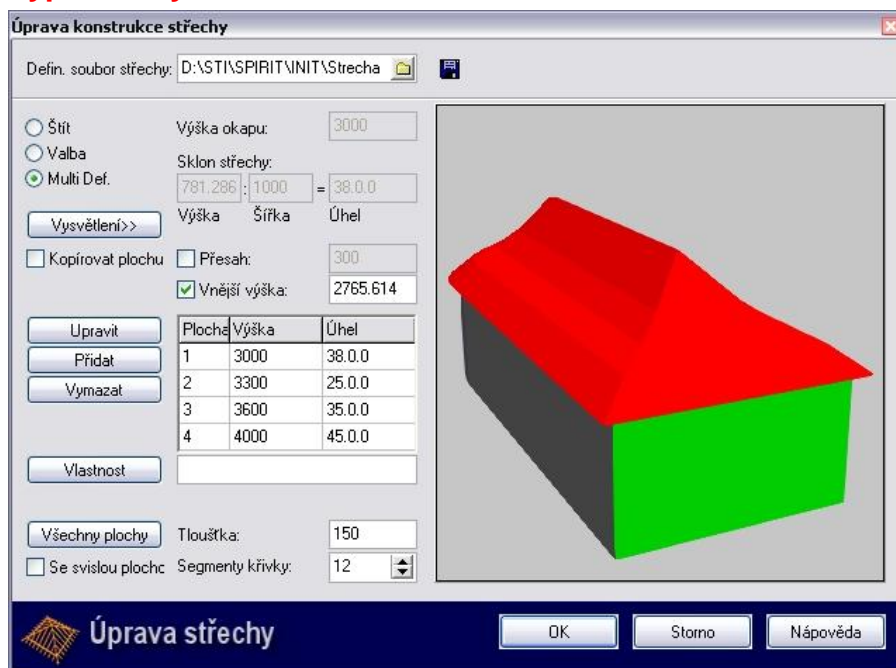 Úprava konstrukce střechy
Defin. soubor střechy: D:\STI\SPIRIT\INIT\Strecha
Štít Výška okapu: 3000
Valba Sklon střechy:
Multi Def. 781.286 : 1000 = 38.0.0
Vysvětlení>> Výška Šířka Úhel
Kopírovat plochu Přesah: 300
Vnější výška: 2765.614
Upravit Plocha Výška Úhel
Přidat 1 3000 38.0.0
Vymazat 2 3300 25.0.0
3 3600 35.0.0
4 4000 45.0.0
Vlastnost
Všechny plochy Tloušťka: 150
Se svislou plochc Segmenty křivky: 12
Úprava střechy OK Storno Nápověda